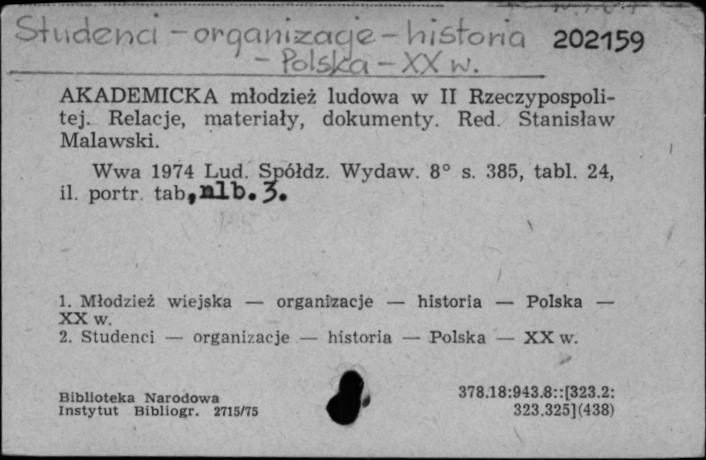 Studenci - organizacje - historia 202159
- Polska - XX w.
AKADEMICKA młodzież ludowa w II Rzeczypospoli-
tej. Relacje, materiały, dokumenty. Red. Stanisław
Malawski.
Wwa 1974 Lud. Spółdz. Wydaw. 8° s. 385, tabl. 24,
il. portr. tab, nlb. 3.
1. Młodzież wiejska — organizacje — historia — Polska —
XX w.
2. Studenci — organizacje — historia — Polska — XX w.
Biblioteka Narodowa 378.18:943.8::[323.2:
Instytut Bibliogr. 2715/75 323.325](438)